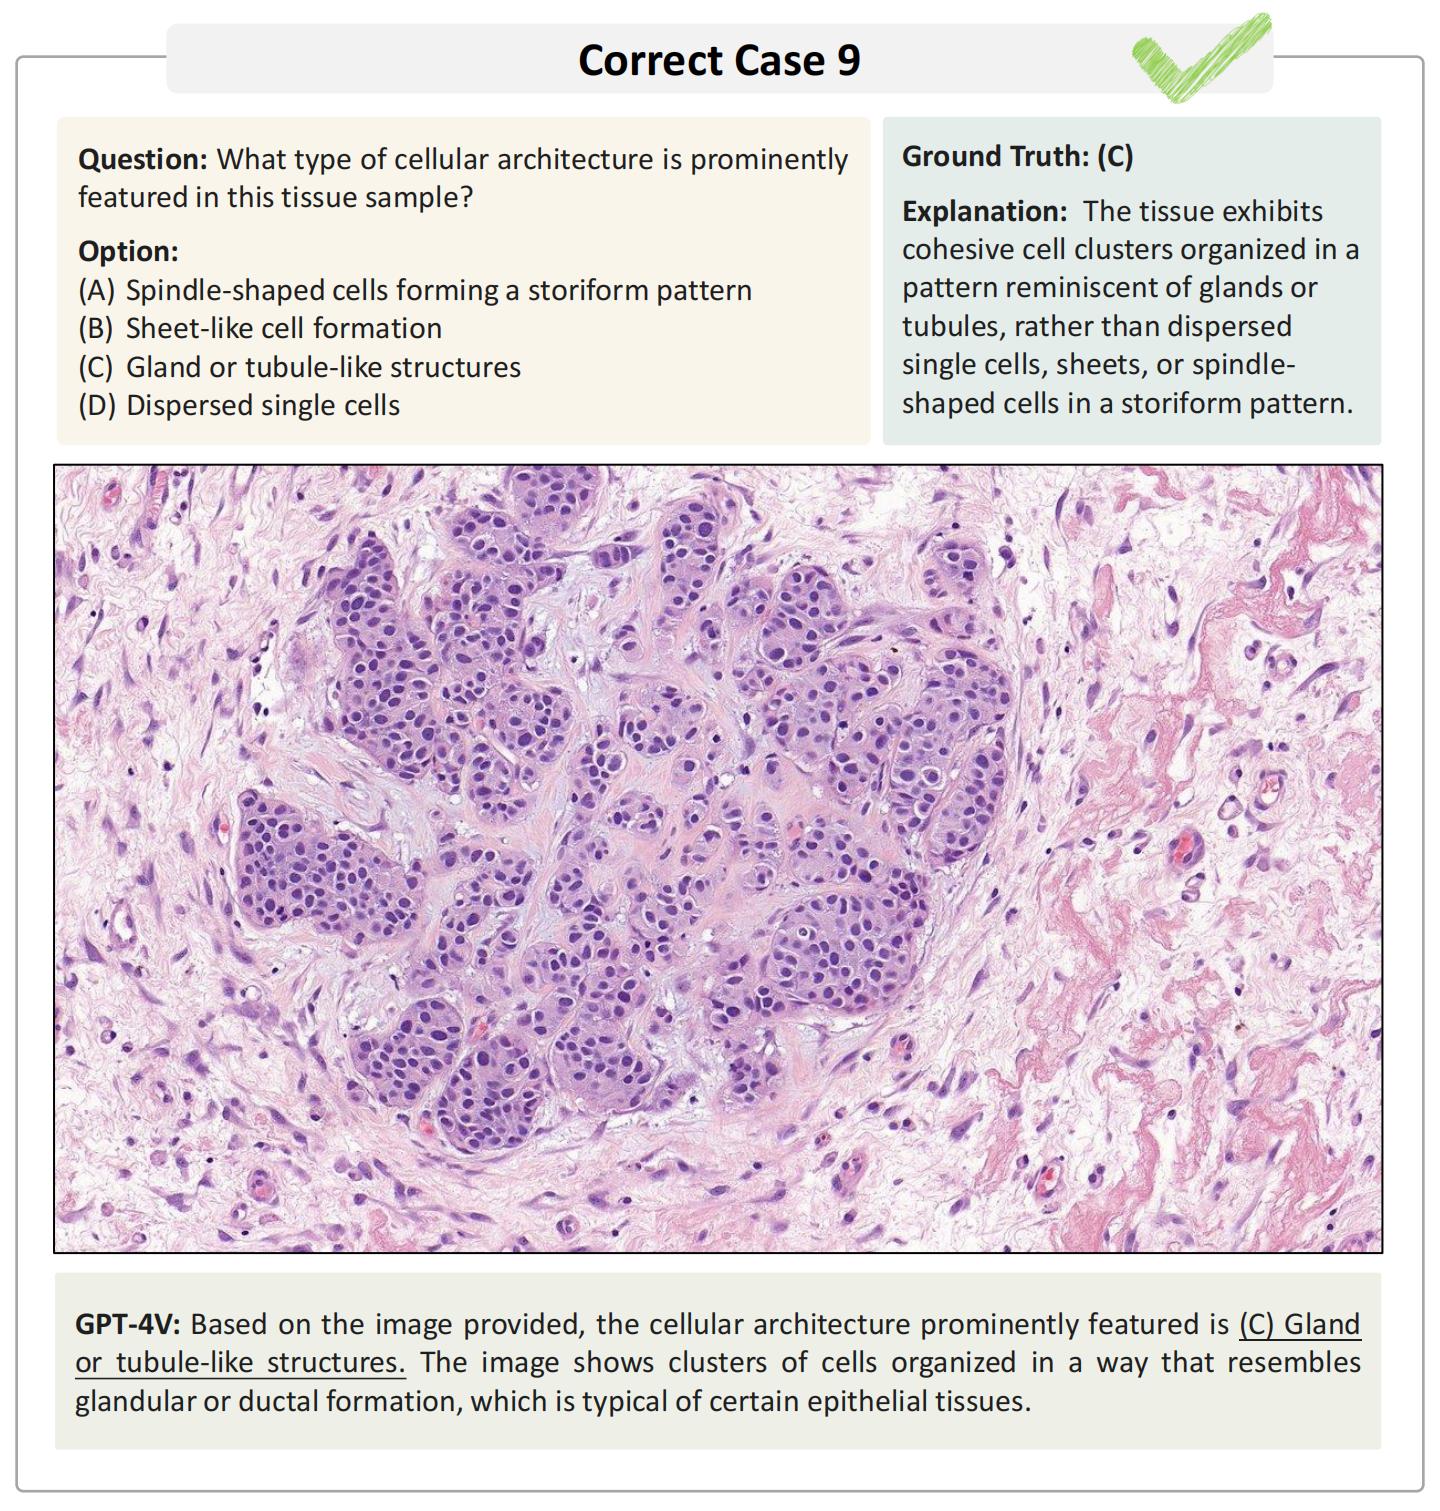 Correct Case 9
Question: What type of cellular architecture is prominently
featured in this tissue sample?
Option:
(A) Spindle-shaped cells forming a storiform pattern
(B) Sheet-like cell formation
(C) Gland or tubule-like structures
(D) Dispersed single cells
Ground Truth: (C)
Explanation: The tissue exhibits
cohesive cell clusters organized in a
pattern reminiscent of glands or
tubules, rather than dispersed
single cells, sheets, or spindle-
shaped cells in a storiform pattern.
GPT-4V: Based on the image provided, the cellular architecture prominently featured is (C) Gland
or tubule-like structures. The image shows clusters of cells organized in a way that resembles
glandular or ductal formation, which is typical of certain epithelial tissues.